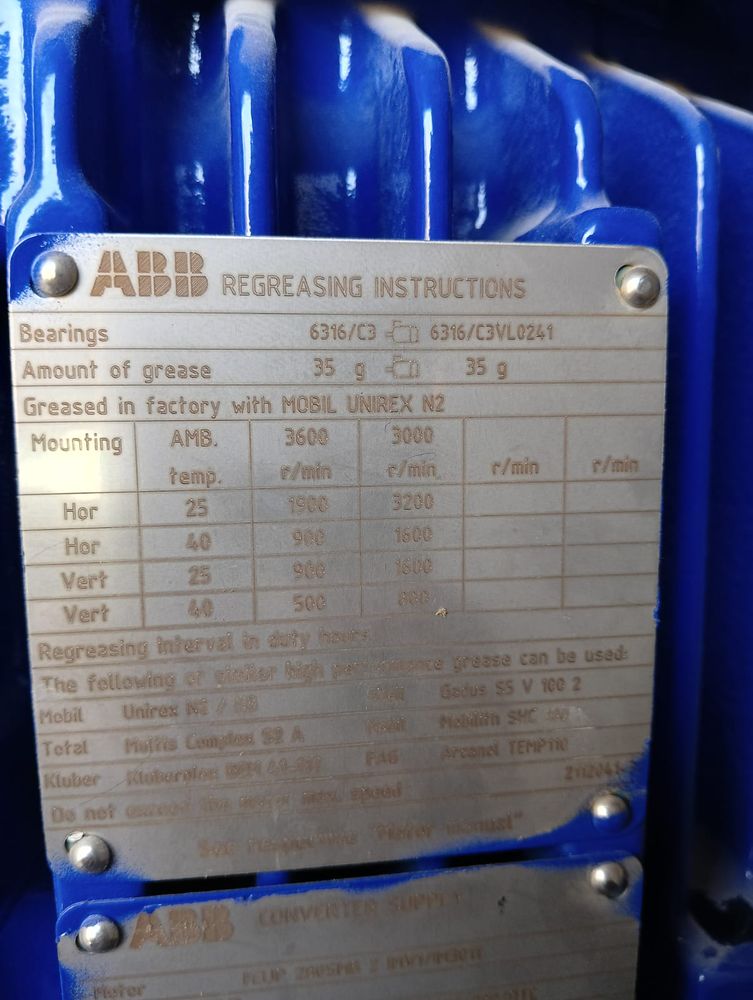 ABB REGREASING INSTRUCTIONS
Bearings 6316/C3 6316/C3VL0241
Amount of grease 35 g 35 g
Greased in factory with MOBIL UNIREX N2
Mounting AMB. temp. 3600 r/min 3000 r/min r/min r/min
Hor 25 1900 3200
Hor 40 900 1600
Vert 25 900 1600
Vert 40 500 800
Regreasing interval in duty hours
The following or similar high performance grease can be used:
Mobil Unirex N2 / Gadus S5 V 100 2
Total Multis Complex S2 A Mobil Mobilith SHC
Kluber FAG Arcanol TEMP110
Do not exceed the motor max. speed
See "Motor manual"
ABB CONVERTER SUPPLY
Motor